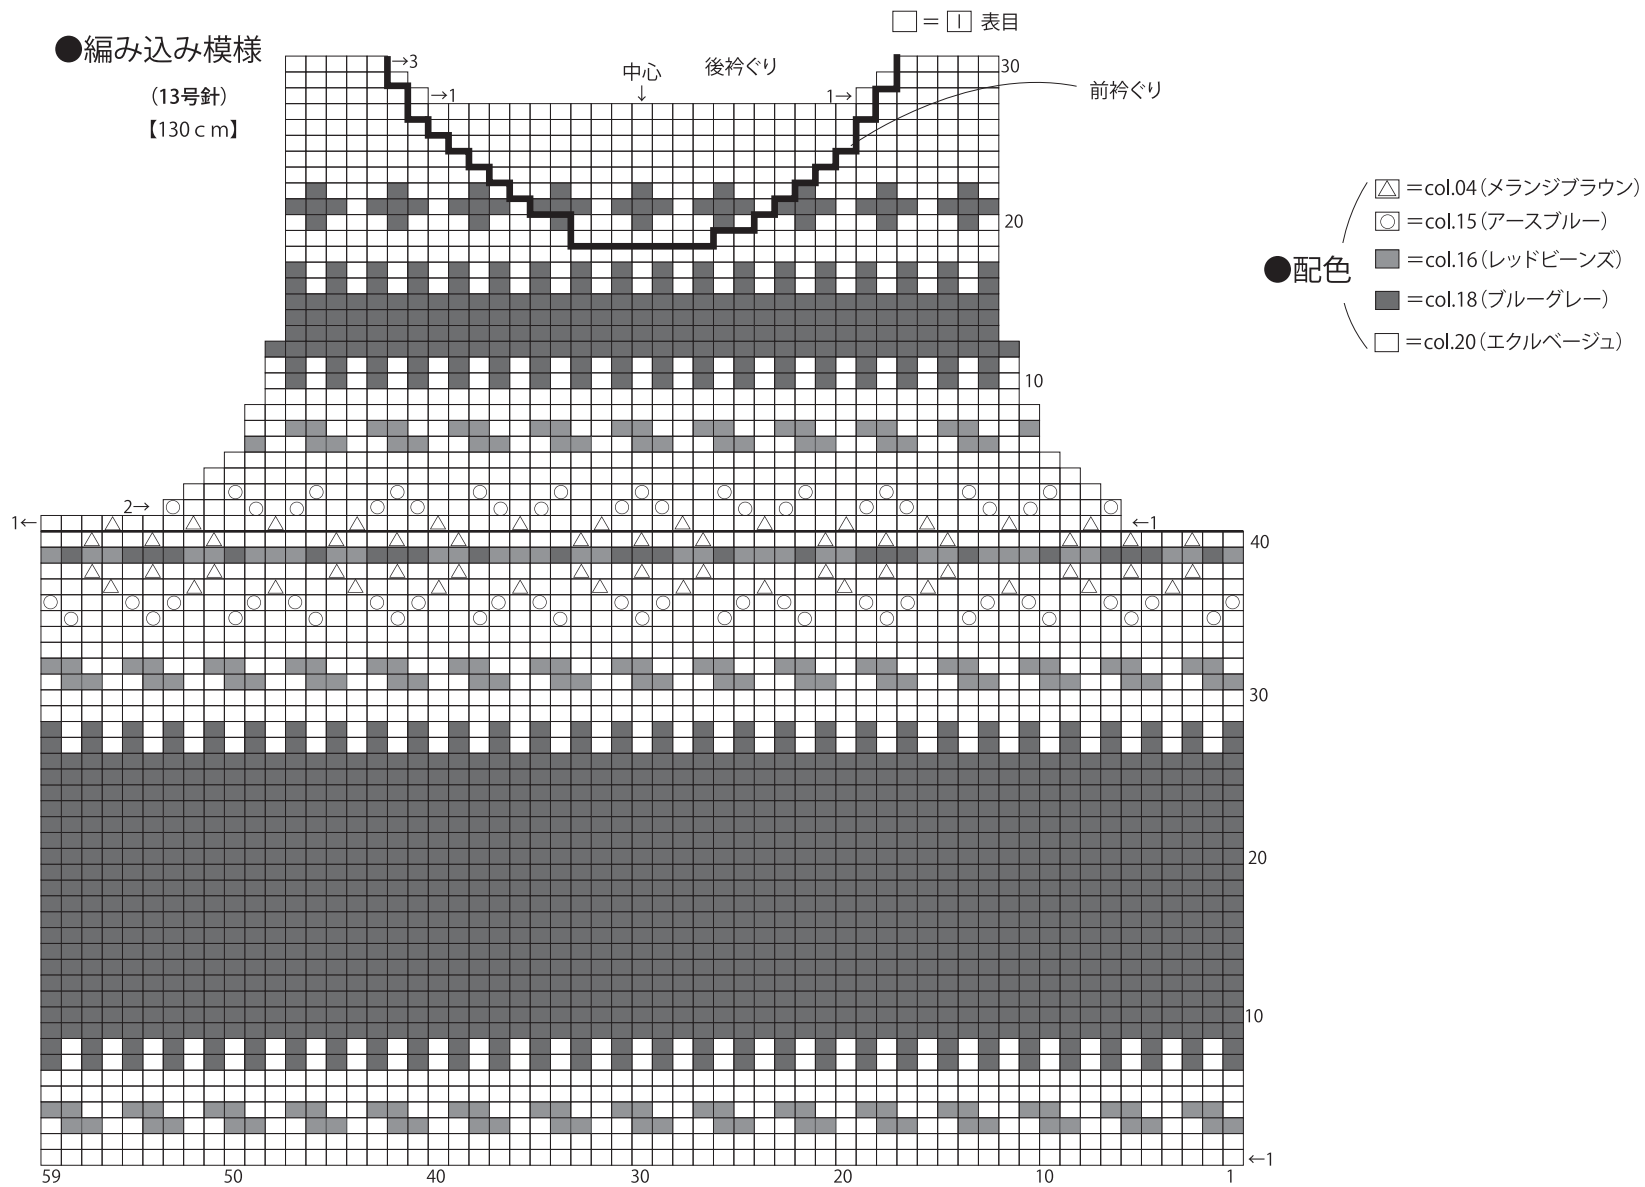 □ = I 表目
●編み込み模様
(13号針)
【130cm】
→3
→1
中心
↓
後衿ぐり
1→
30
前衿ぐり
20
10
2→
1←
←1
●配色
△ =col.04(メランジブラウン)
○ =col.15(アースブルー)
=col.16(レッドビーンズ)
=col.18(ブルーグレー)
=col.20(エクルベージュ)
40
30
20
10
←1
59 50 40 30 20 10 1